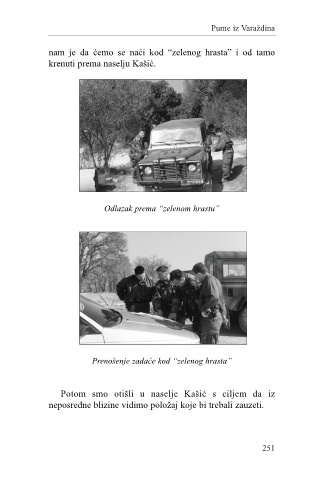 Pume iz Varaždina
nam je da ćemo se naći kod “zelenog hrasta” i od tamo
krenuti prema naselju Kašić.
Odlazak prema “zelenom hrastu”
Prenošenje zadaće kod “zelenog hrasta”
Potom smo otišli u naselje Kašić s ciljem da iz
neposredne blizine vidimo položaj koje bi trebali zauzeti.
251